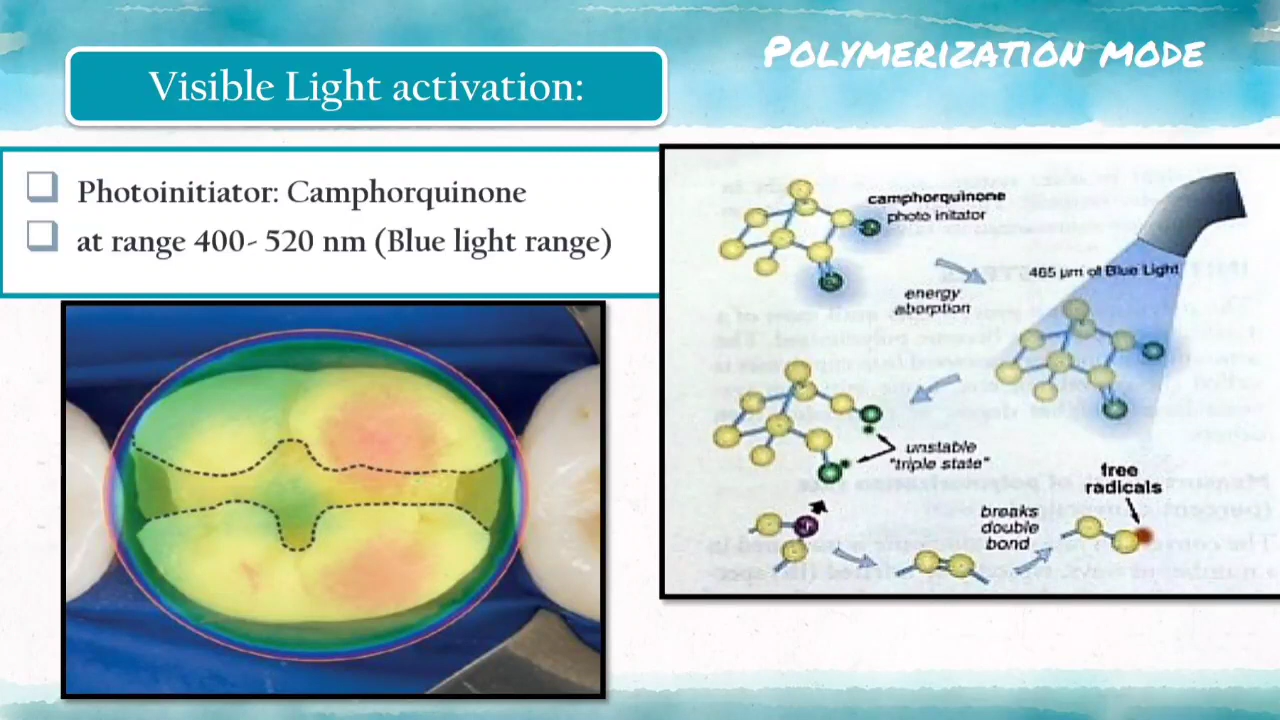 POLYMERIZATION MODE
Visible Light activation:
Photoinitiator: Camphorquinone
at range 400- 520 nm (Blue light range)
camphorquinone
photo initator
465 µm of Blue Light
energy
aborption
unstable
"triple state"
free
radicals
breaks
double
bond